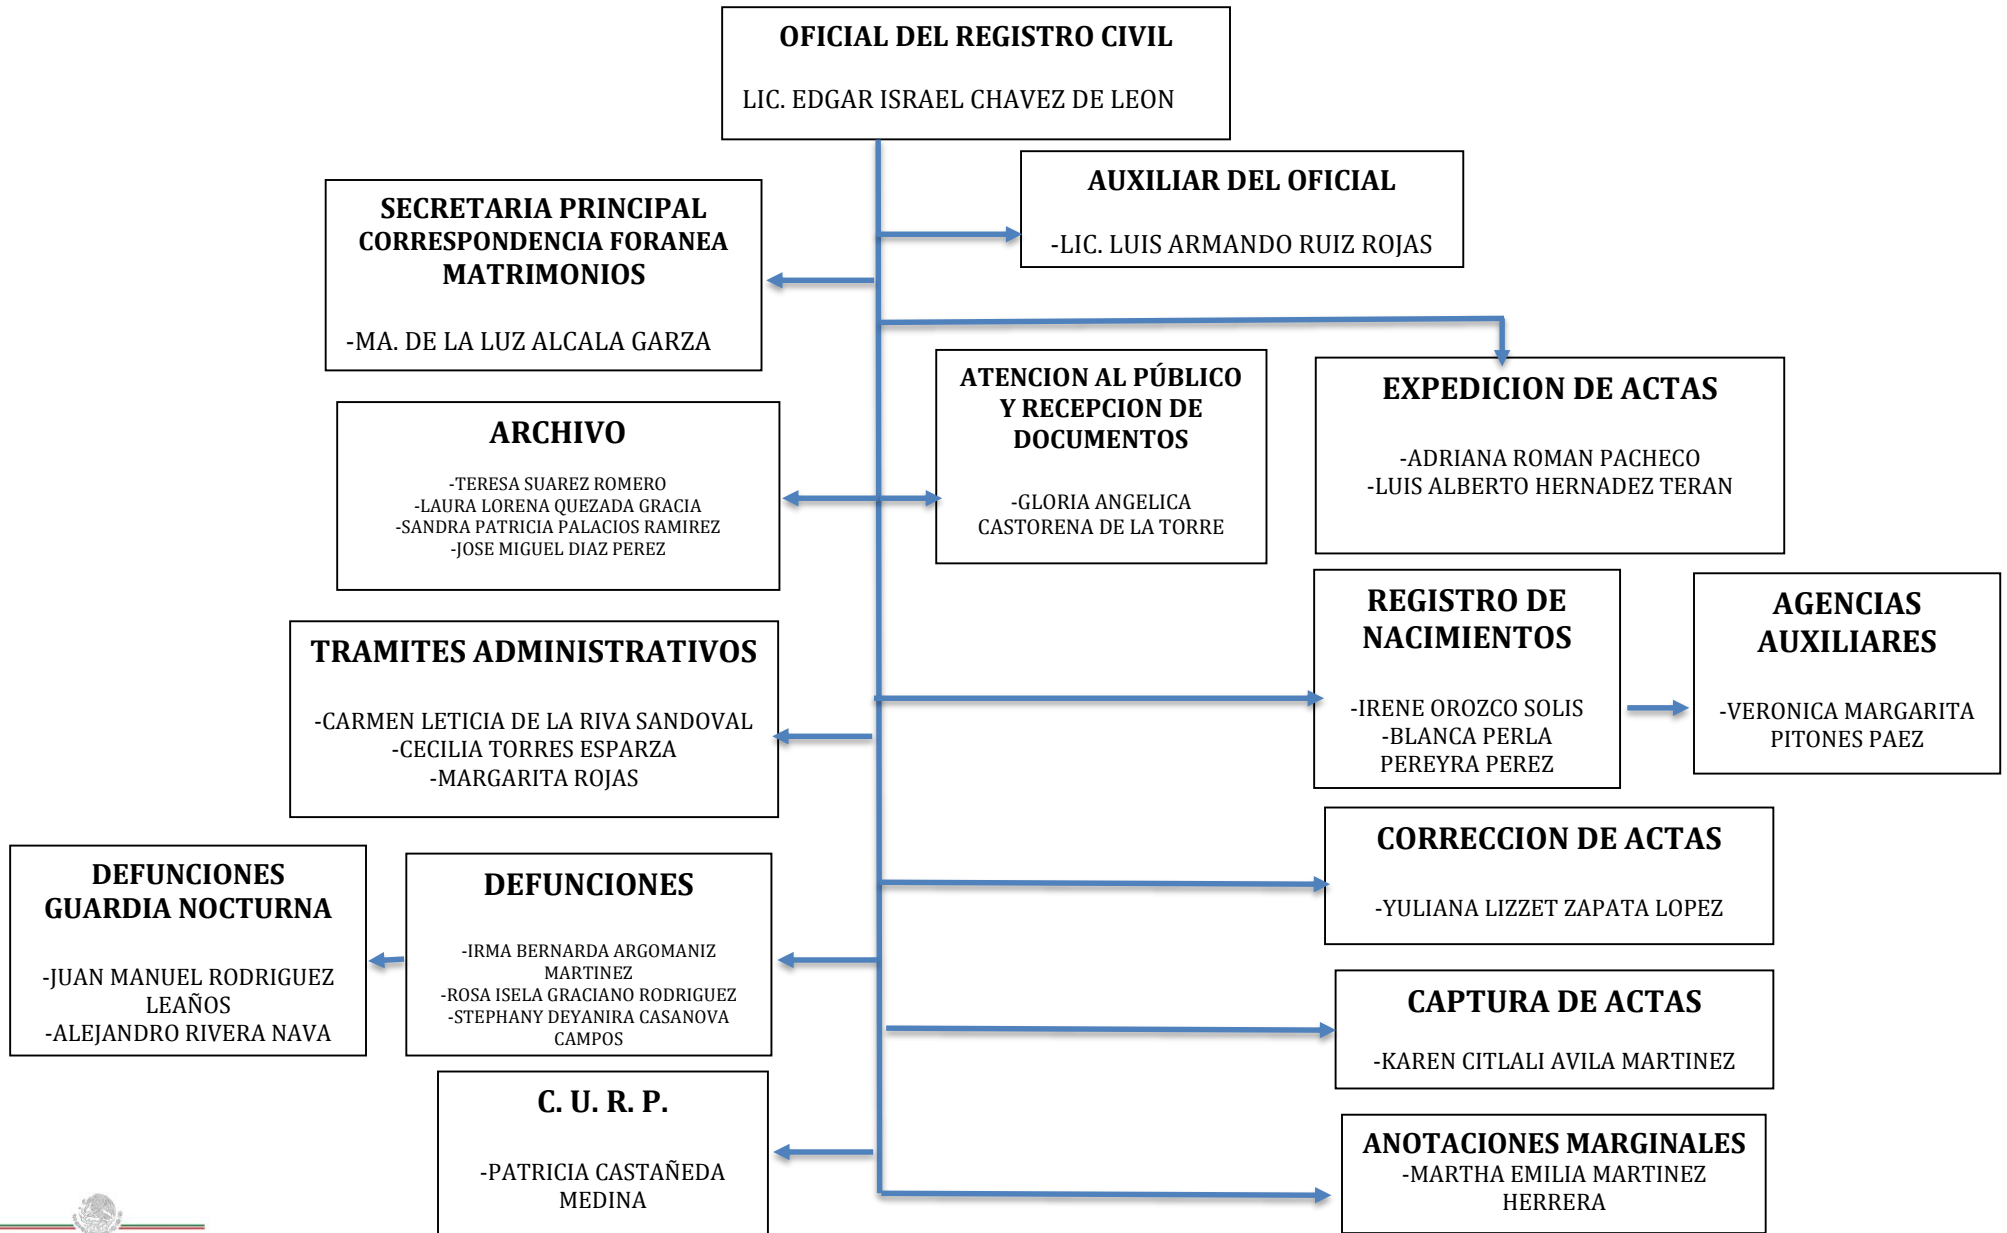 OFICIAL DEL REGISTRO CIVIL
LIC. EDGAR ISRAEL CHAVEZ DE LEON
AUXILIAR DEL OFICIAL
-LIC. LUIS ARMANDO RUIZ ROJAS
SECRETARIA PRINCIPAL
CORRESPONDENCIA FORANEA
MATRIMONIOS
-MA. DE LA LUZ ALCALA GARZA
ATENCION AL PÚBLICO
Y RECEPCION DE
DOCUMENTOS
-GLORIA ANGELICA
CASTORENA DE LA TORRE
EXPEDICION DE ACTAS
-ADRIANA ROMAN PACHECO
-LUIS ALBERTO HERNADEZ TERAN
ARCHIVO
-TERESA SUAREZ ROMERO
-LAURA LORENA QUEZADA GRACIA
-SANDRA PATRICIA PALACIOS RAMIREZ
-JOSE MIGUEL DIAZ PEREZ
REGISTRO DE
NACIMIENTOS
-IRENE OROZCO SOLIS
-BLANCA PERLA
PEREYRA PEREZ
AGENCIAS
AUXILIARES
-VERONICA MARGARITA
PITONES PAEZ
TRAMITES ADMINISTRATIVOS
-CARMEN LETICIA DE LA RIVA SANDOVAL
-CECILIA TORRES ESPARZA
-MARGARITA ROJAS
CORRECCION DE ACTAS
-YULIANA LIZZET ZAPATA LOPEZ
DEFUNCIONES
GUARDIA NOCTURNA
-JUAN MANUEL RODRIGUEZ
LEAÑOS
-ALEJANDRO RIVERA NAVA
DEFUNCIONES
-IRMA BERNARDA ARGOMANIZ
MARTINEZ
-ROSA ISELA GRACIANO RODRIGUEZ
-STEPHANY DEYANIRA CASANOVA
CAMPOS
CAPTURA DE ACTAS
-KAREN CITLALI AVILA MARTINEZ
C. U. R. P.
-PATRICIA CASTAÑEDA
MEDINA
ANOTACIONES MARGINALES
-MARTHA EMILIA MARTINEZ
HERRERA